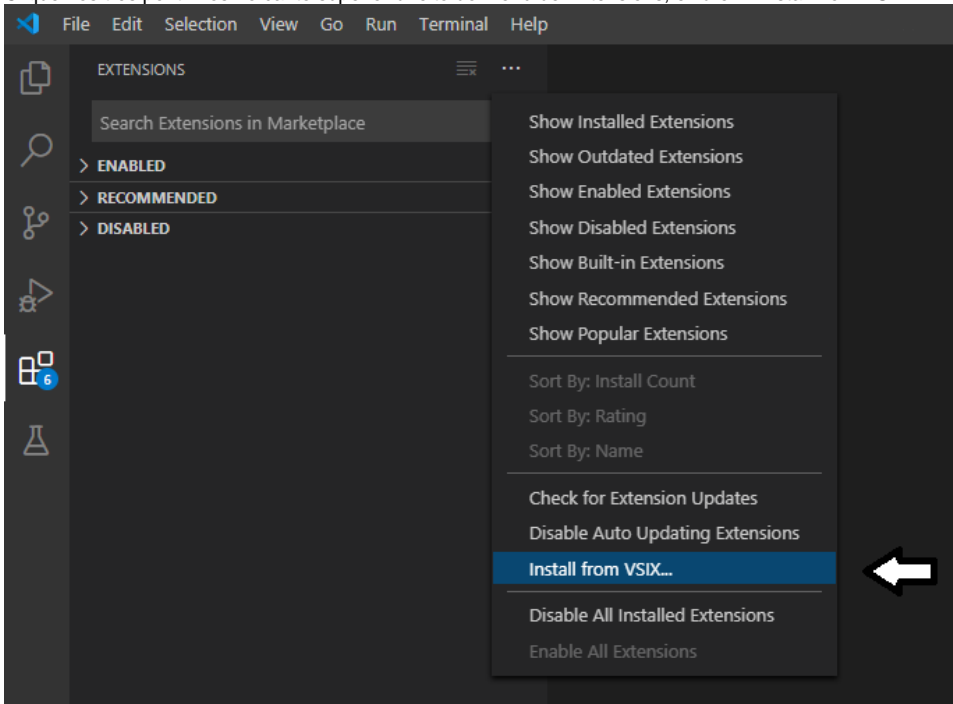 File Edit Selection View Go Run Terminal Help
EXTENSIONS
Search Extensions in Marketplace
ENABLED
RECOMMENDED
DISABLED
Show Installed Extensions
Show Outdated Extensions
Show Enabled Extensions
Show Disabled Extensions
Show Built-in Extensions
Show Recommended Extensions
Show Popular Extensions
Sort By: Install Count
Sort By: Rating
Sort By: Name
Check for Extension Updates
Disable Auto Updating Extensions
Install from VSIX...
Disable All Installed Extensions
Enable All Extensions
6